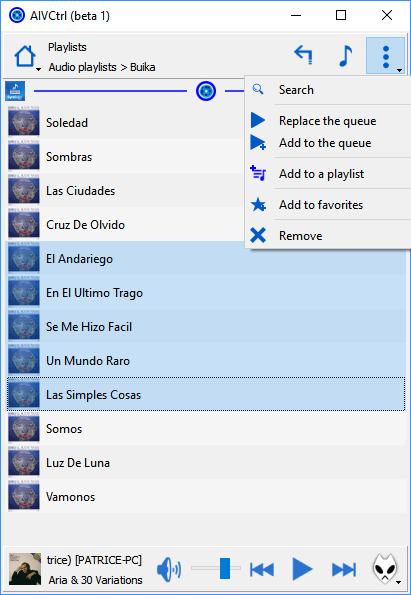 AIVCtrl (beta 1)
Playlists
Audio playlists > Buika
Search
Replace the queue
Add to the queue
Add to a playlist
Add to favorites
Remove
Soledad
Sombras
Las Ciudades
Cruz De Olvido
El Andariego
En El Ultimo Trago
Se Me Hizo Facil
Un Mundo Raro
Las Simples Cosas
Somos
Luz De Luna
Vamonos
trice) [PATRICE-PC]
Aria & 30 Variations